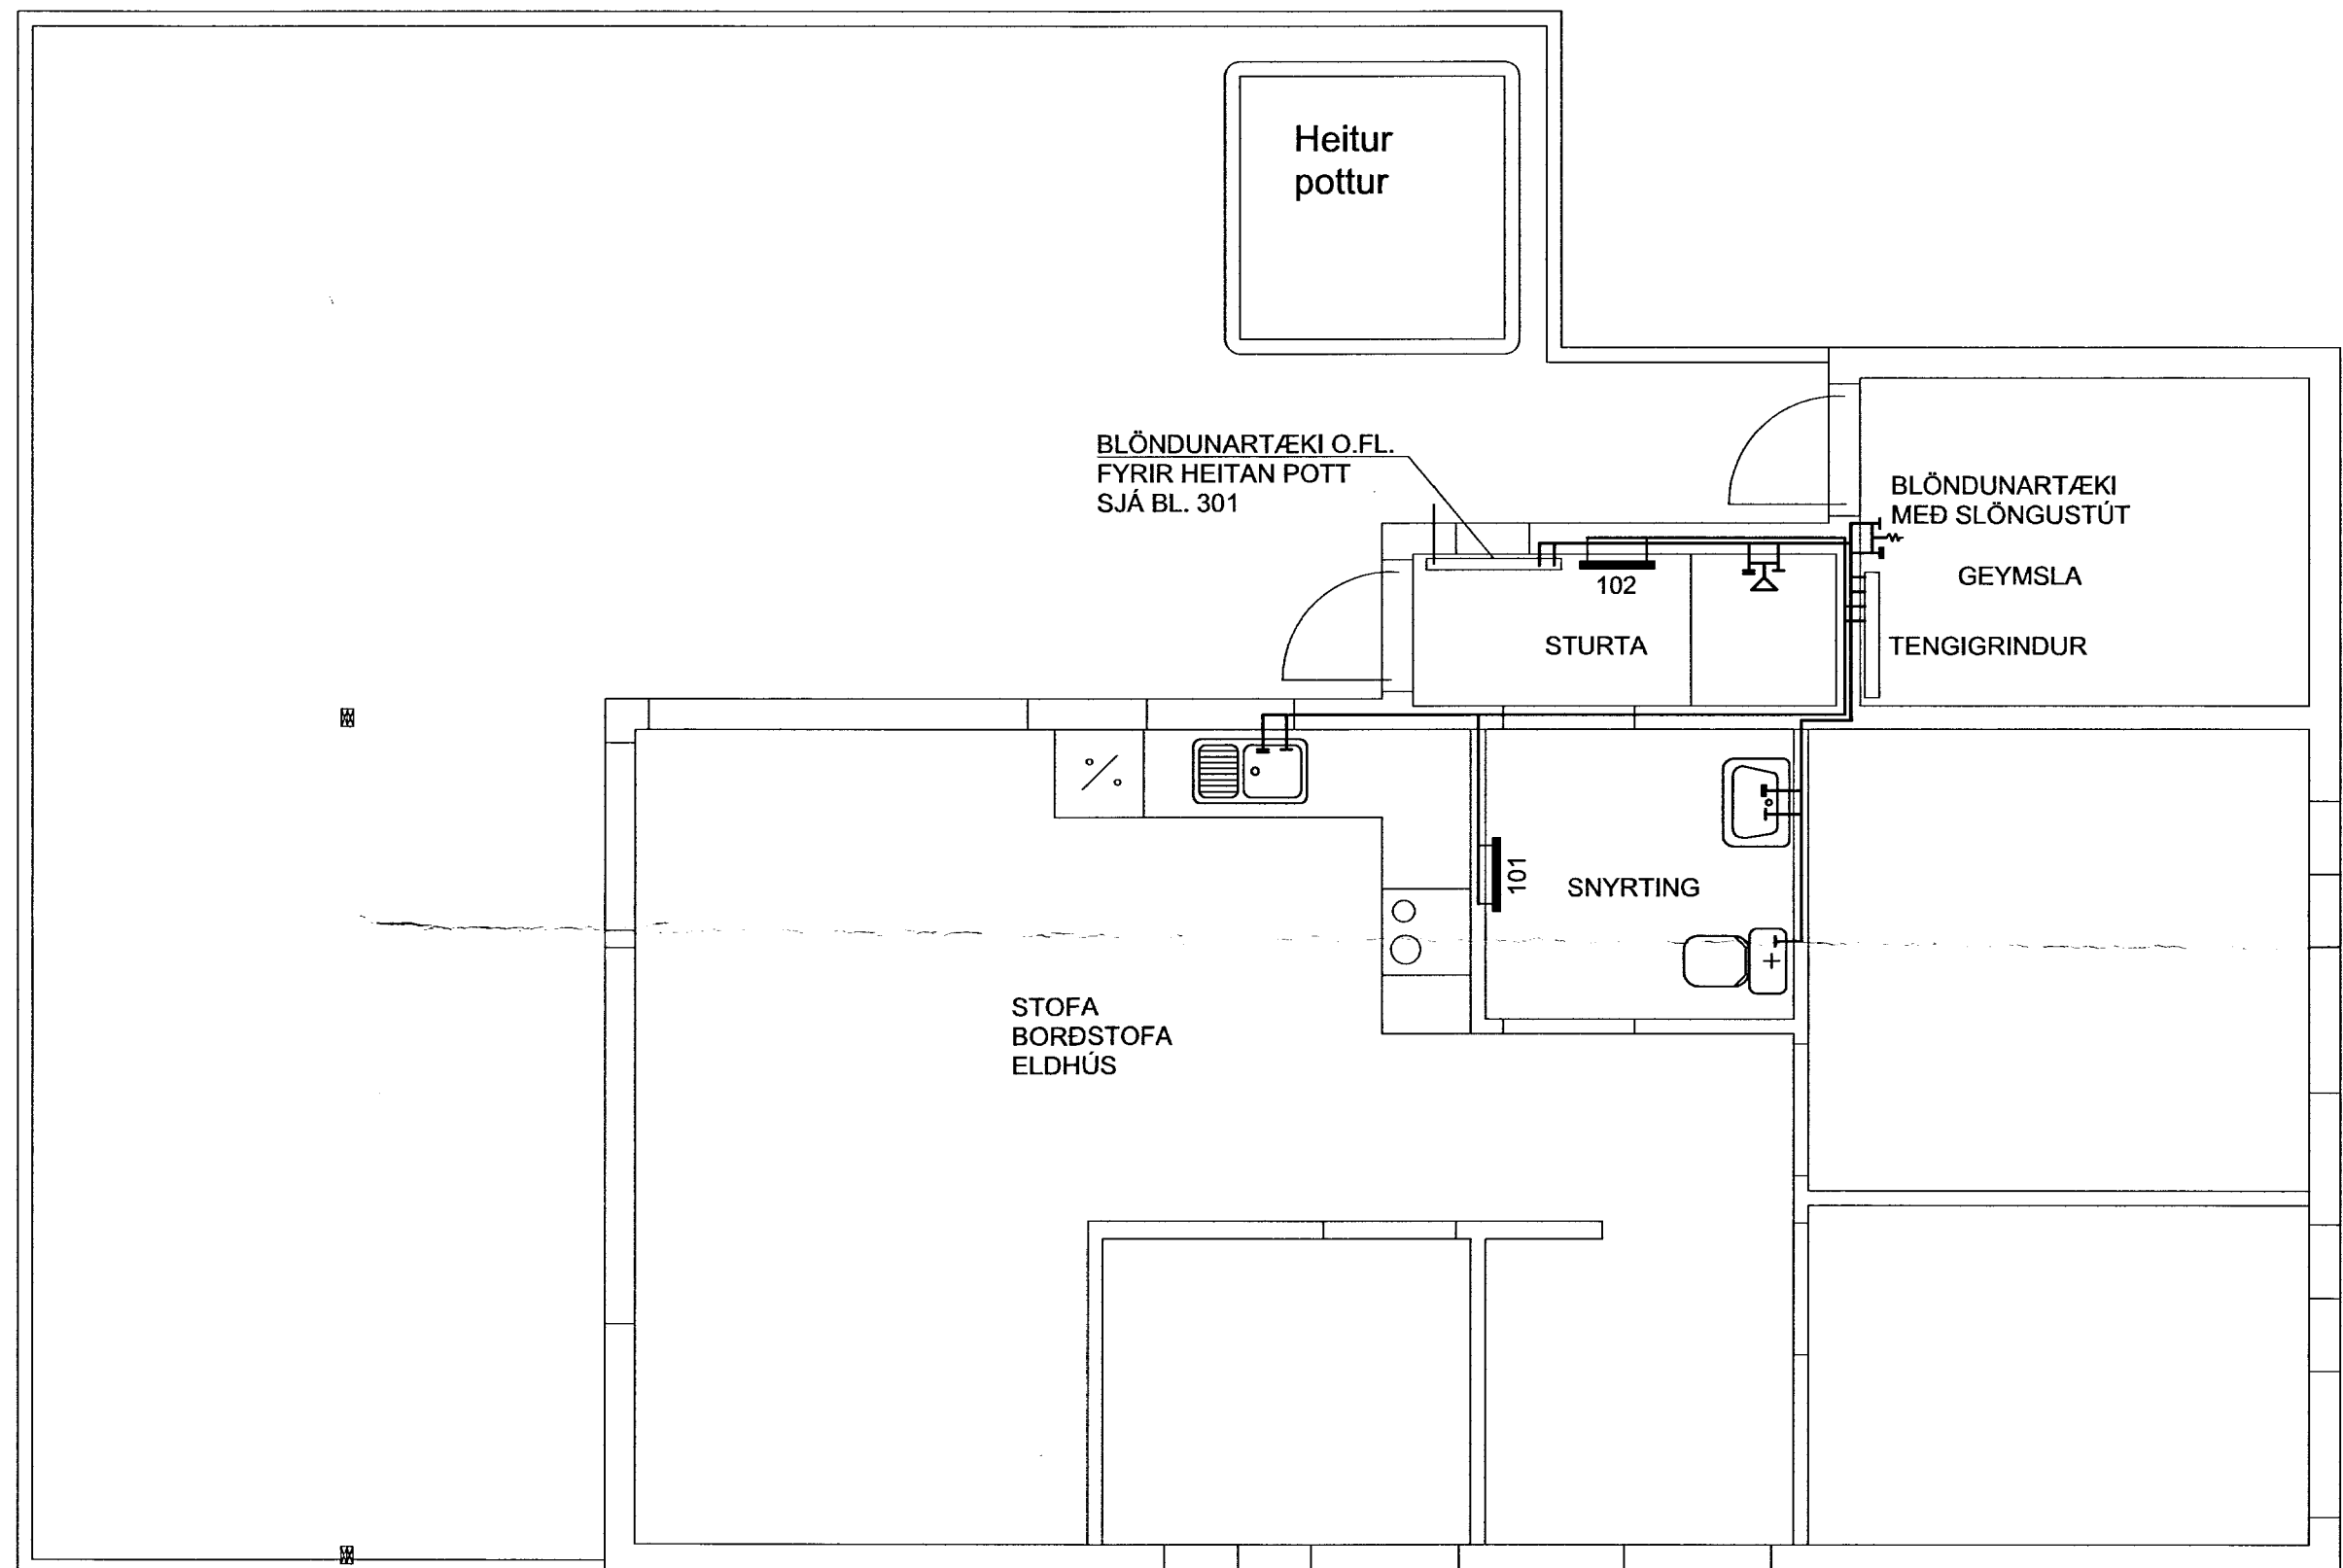 Heitur
pottur
BLÖNDUNARTÆKI O.FL.
FYRIR HEITAN POTT
SJÁ BL. 301
BLÖNDUNARTÆKI
MEÐ SLÖNGUSTÚT
GEYMSLA
102
STURTA
TENGIGRINDUR
101
SNYRTING
STOFA
BORÐSTOFA
ELDHÚS